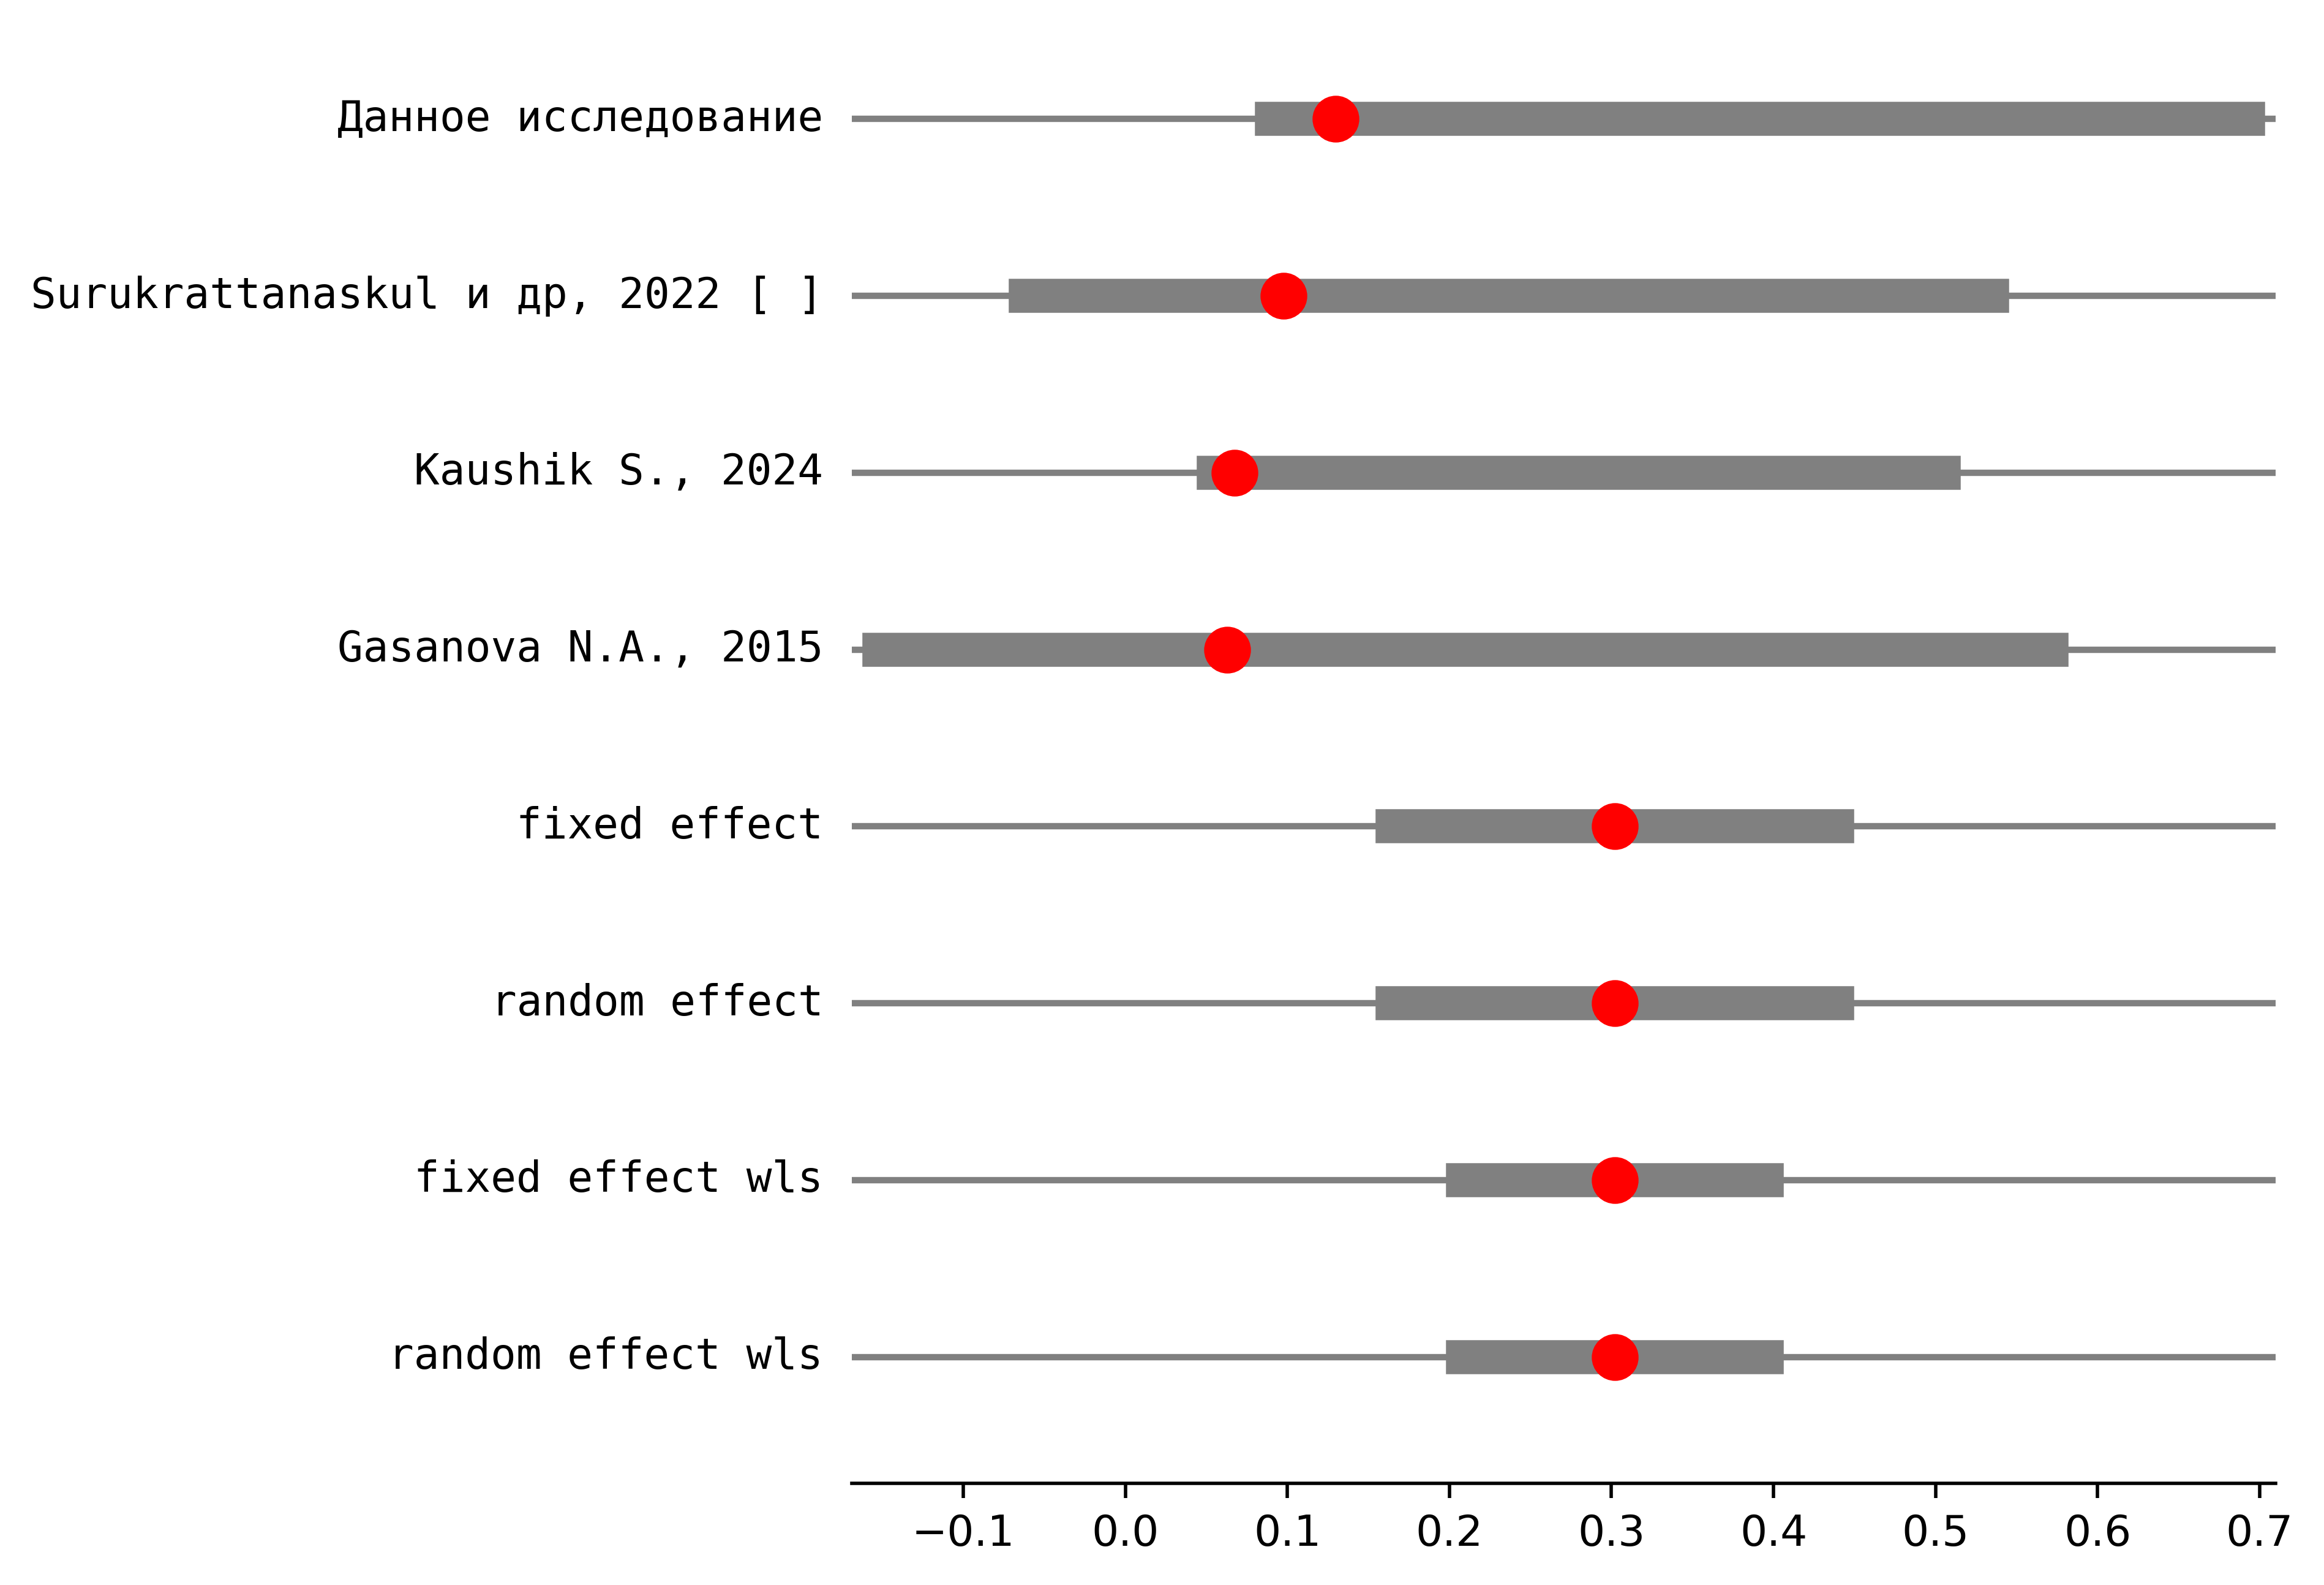 Данное исследование
Surukrattanaskul и др, 2022 [ ]
Kaushik S., 2024
Gasanova N.A., 2015
fixed effect
random effect
fixed effect wls
random effect wls
−0.1 0.0 0.1 0.2 0.3 0.4 0.5 0.6 0.7